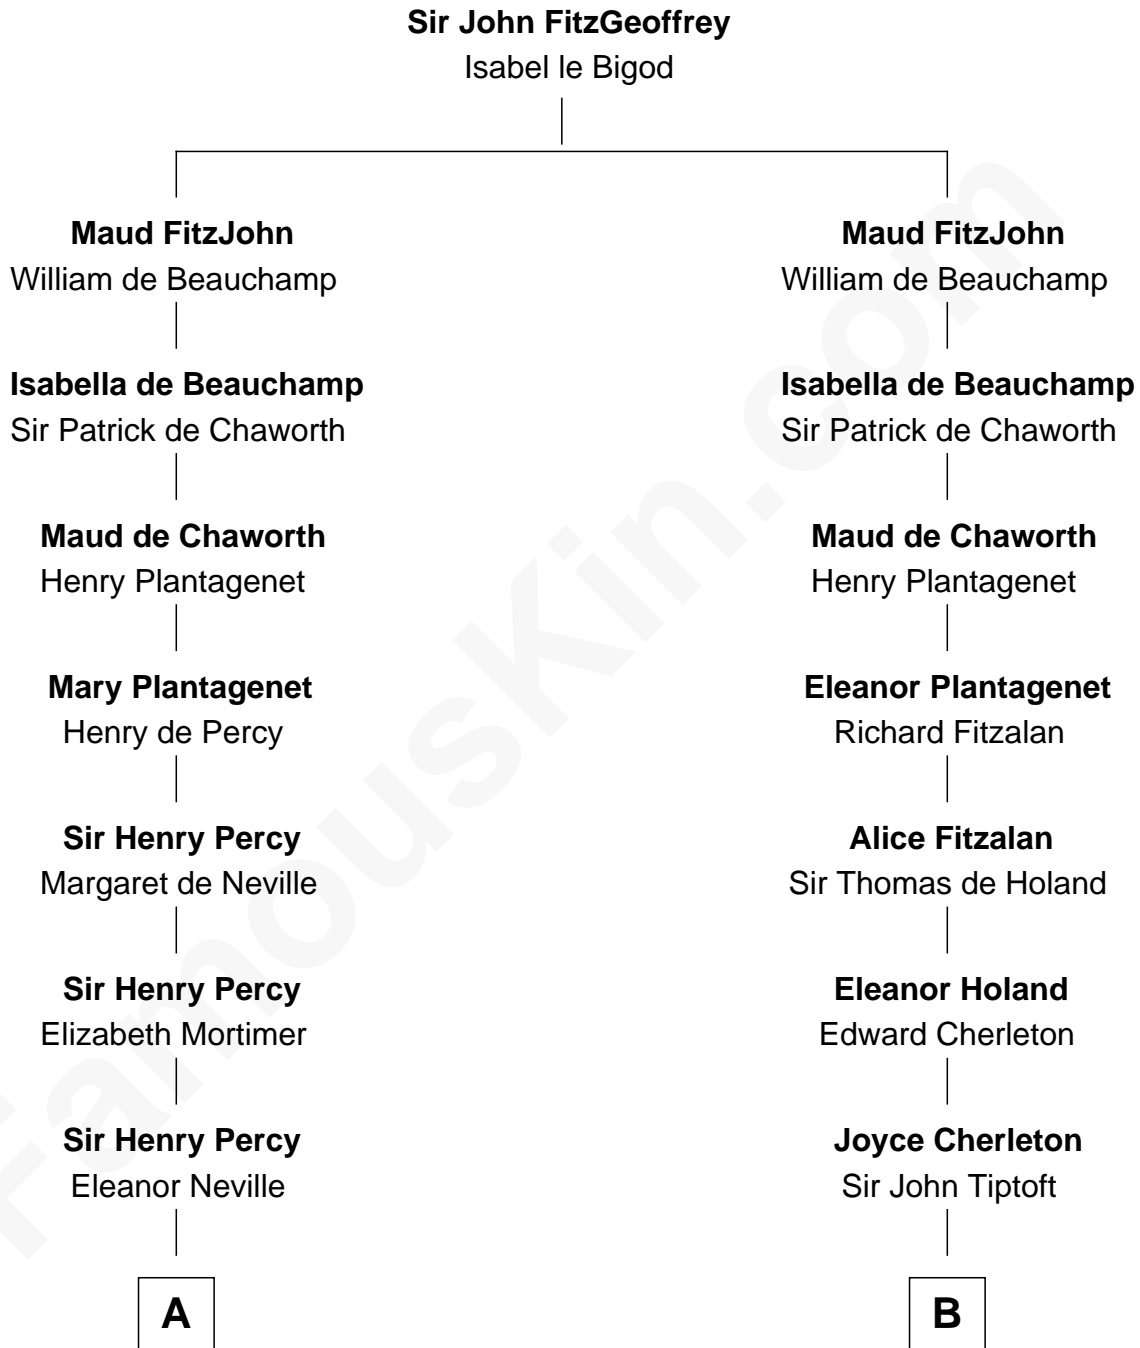 Sir John FitzGeoffrey
Isabel le Bigod
Maud FitzJohn
William de Beauchamp
Isabella de Beauchamp
Sir Patrick de Chaworth
Maud de Chaworth
Henry Plantagenet
Mary Plantagenet
Henry de Percy
Sir Henry Percy
Margaret de Neville
Sir Henry Percy
Elizabeth Mortimer
Sir Henry Percy
Eleanor Neville
A
Maud FitzJohn
William de Beauchamp
Isabella de Beauchamp
Sir Patrick de Chaworth
Maud de Chaworth
Henry Plantagenet
Eleanor Plantagenet
Richard Fitzalan
Alice Fitzalan
Sir Thomas de Holand
Eleanor Holand
Edward Cherleton
Joyce Cherleton
Sir John Tiptoft
B
FamousKin.com